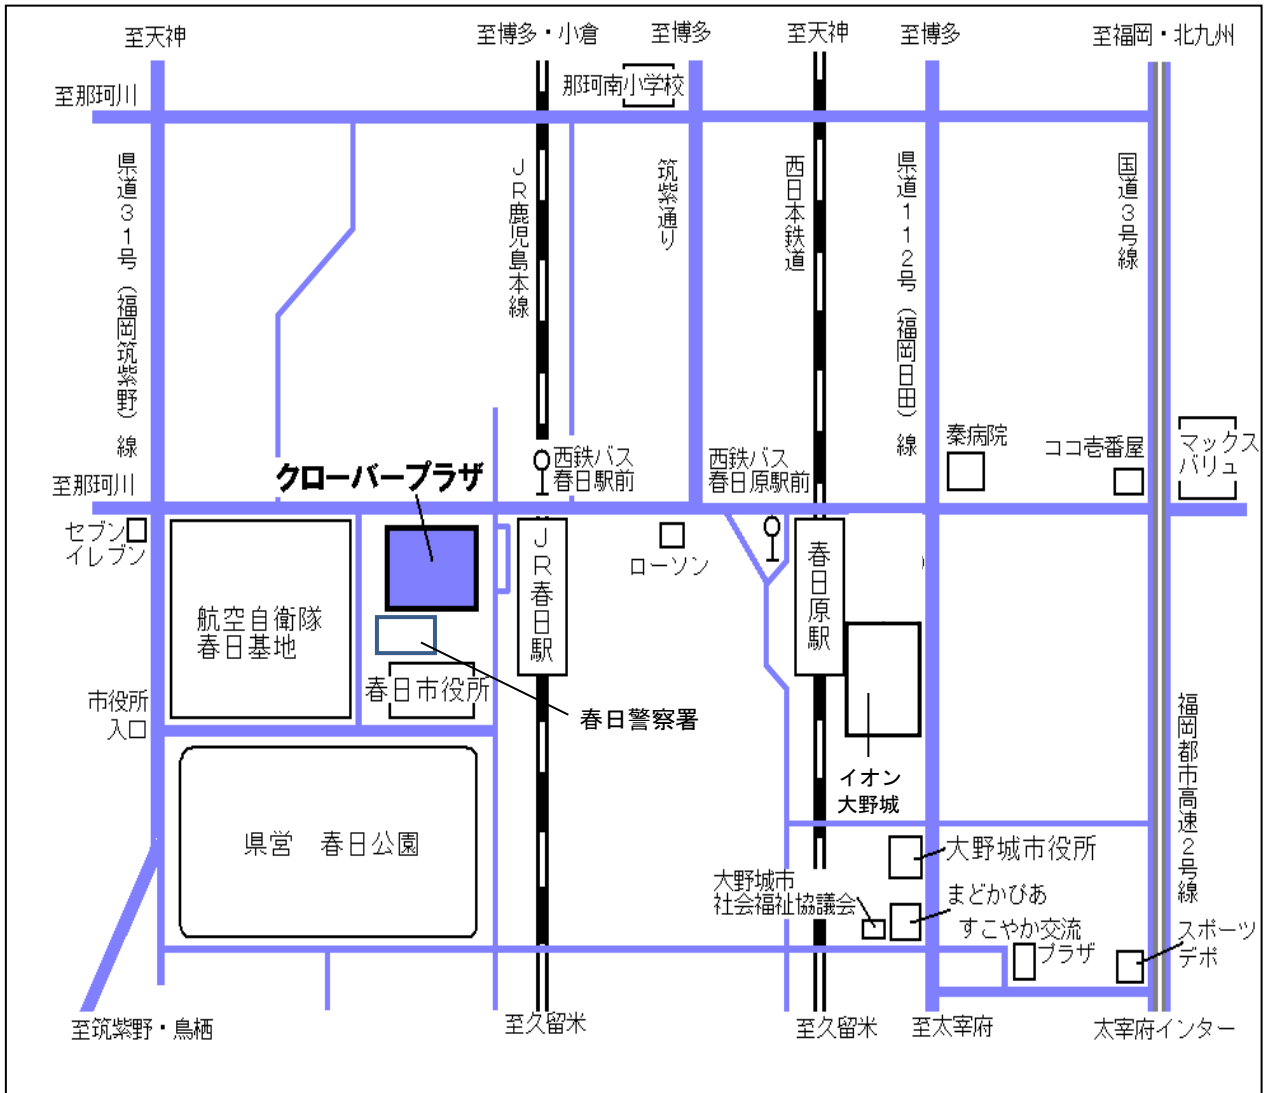 至天神
至博多・小倉
至博多
至天神
至博多
至福岡・北九州
至那珂川
那珂南小学校
県道31号（福岡筑紫野）線
JR鹿児島本線
筑紫通り
西日本鉄道
県道112号（福岡日田）線
国道3号線
秦病院
ココ壱番屋
マックス
バリュ
西鉄バス
春日駅前
西鉄バス
春日原駅前
クローバープラザ
至那珂川
セブン
イレブン
JR春日駅
ローソン
春日原駅
航空自衛隊
春日基地
春日市役所
春日警察署
市役所
入口
イオン
大野城
福岡都市高速2号線
県営　春日公園
大野城市役所
大野城市
社会福祉協議会
まどかぴあ
すこやか交流
プラザ
スポーツ
デポ
至筑紫野・鳥栖
至久留米
至久留米
至太宰府
太宰府インター